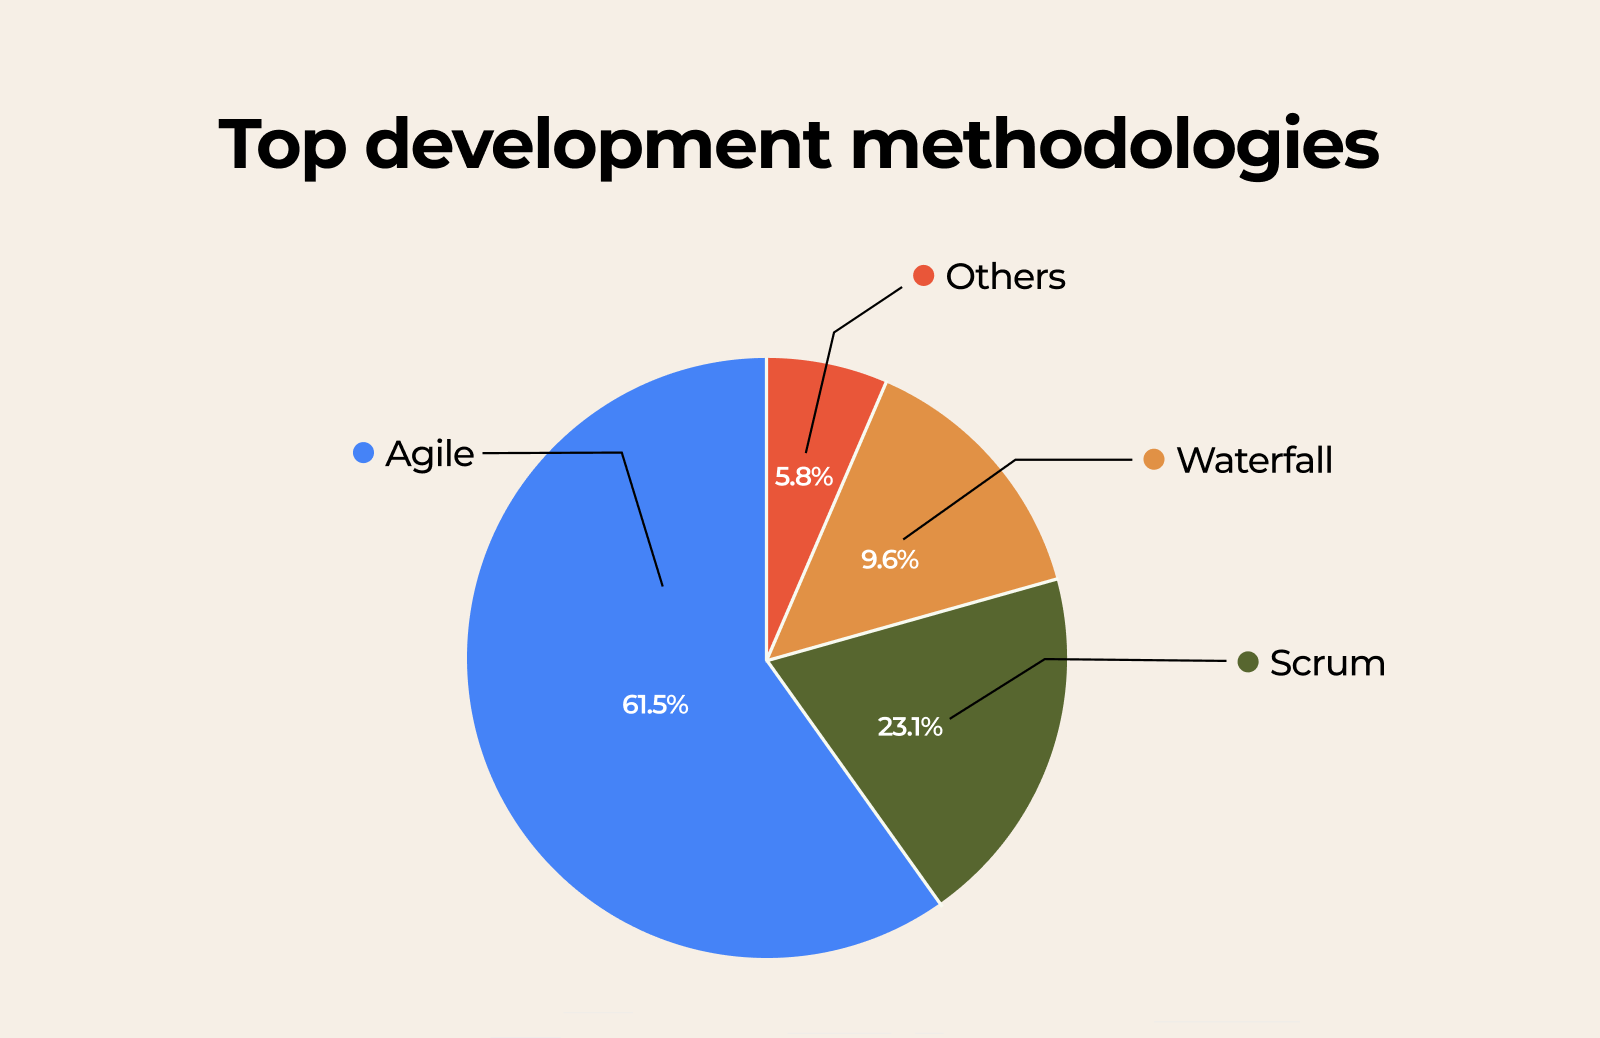 Top development methodologies
Others
Agile
Waterfall
5.8%
9.6%
Scrum
61.5%
23.1%